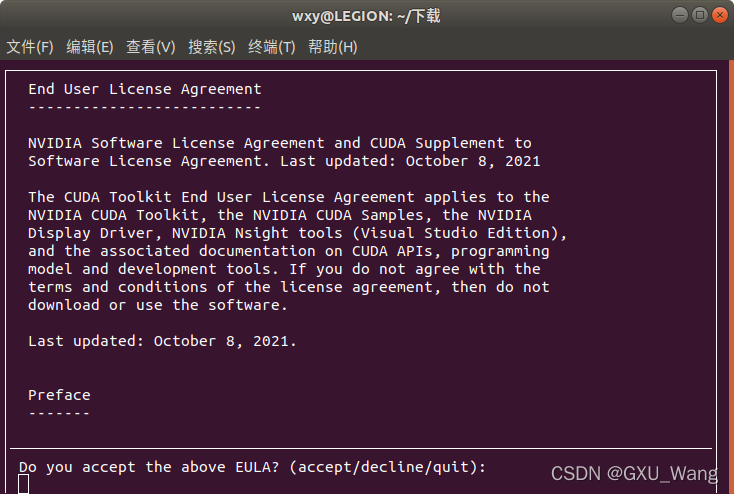 wxy@LEGION: ~/下载
文件(F) 编辑(E) 查看(V) 搜索(S) 终端(T) 帮助(H)
End User License Agreement
--------------------------
NVIDIA Software License Agreement and CUDA Supplement to
Software License Agreement. Last updated: October 8, 2021
The CUDA Toolkit End User License Agreement applies to the
NVIDIA CUDA Toolkit, the NVIDIA CUDA Samples, the NVIDIA
Display Driver, NVIDIA Nsight tools (Visual Studio Edition),
and the associated documentation on CUDA APIs, programming
model and development tools. If you do not agree with the
terms and conditions of the license agreement, then do not
download or use the software.
Last updated: October 8, 2021.
Preface
-------
Do you accept the above EULA? (accept/decline/quit):
CSDN @GXU_Wang